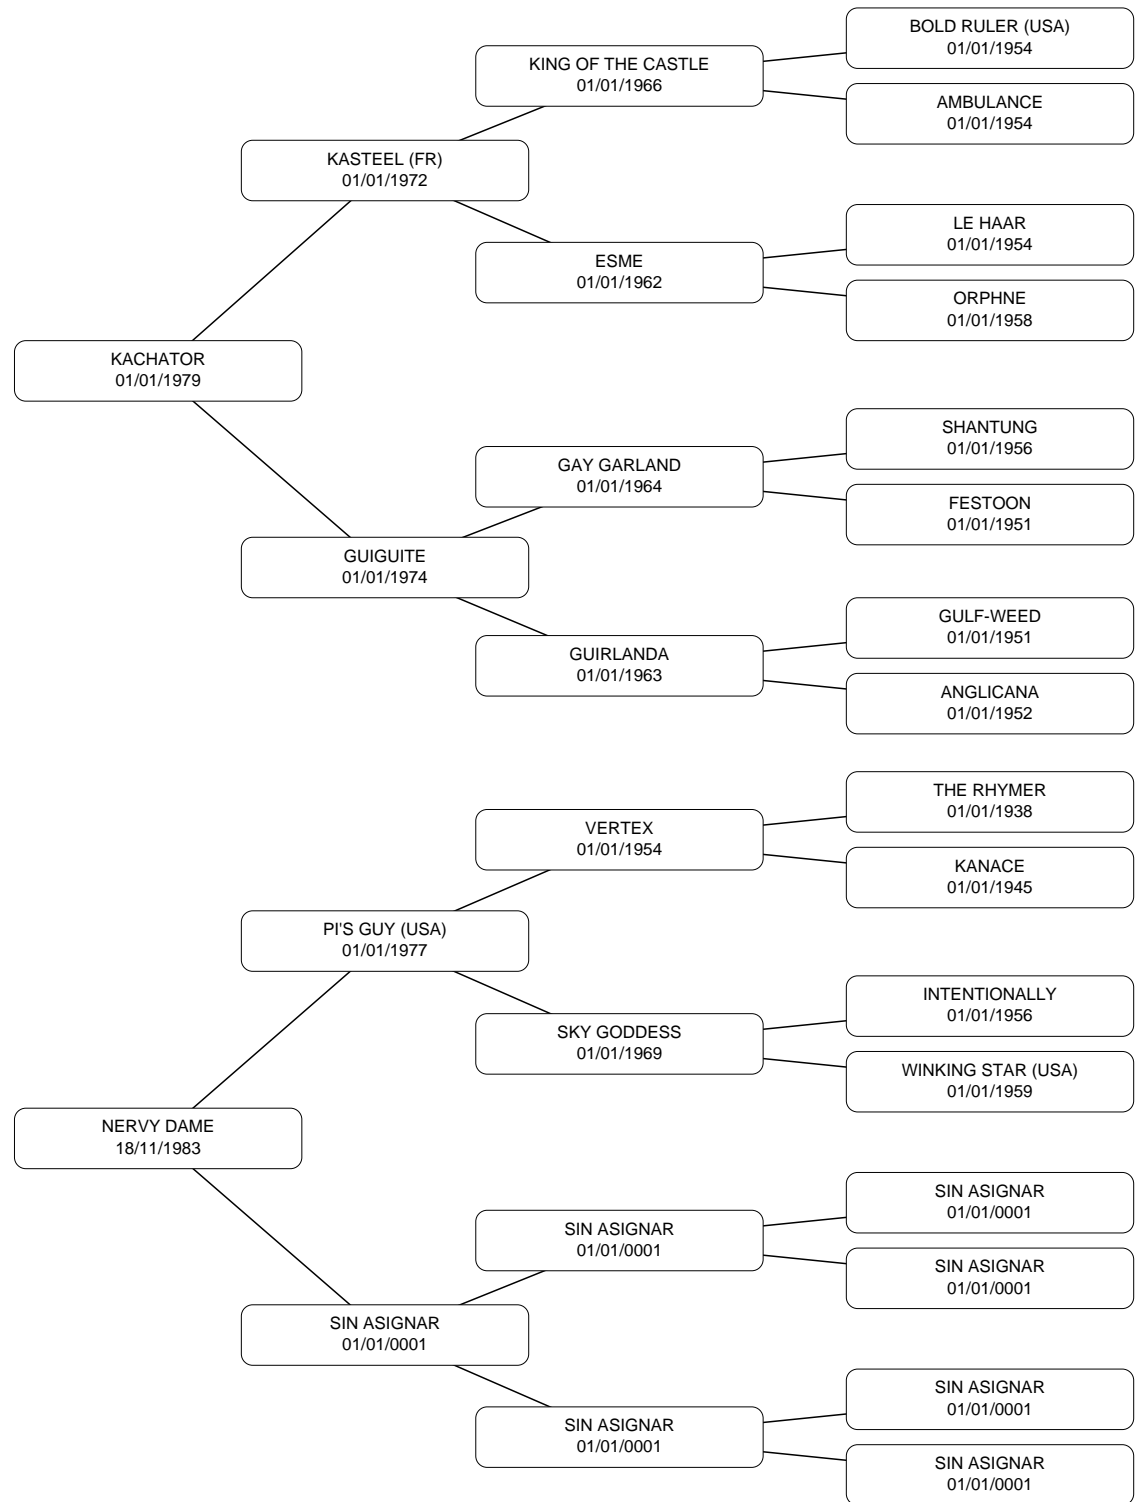 BOLD RULER (USA)
01/01/1954
KING OF THE CASTLE
01/01/1966
AMBULANCE
01/01/1954
KASTEEL (FR)
01/01/1972
LE HAAR
01/01/1954
ESME
01/01/1962
ORPHNE
01/01/1958
KACHATOR
01/01/1979
SHANTUNG
01/01/1956
GAY GARLAND
01/01/1964
FESTOON
01/01/1951
GUIGUITE
01/01/1974
GULF-WEED
01/01/1951
GUIRLANDA
01/01/1963
ANGLICANA
01/01/1952
THE RHYMER
01/01/1938
VERTEX
01/01/1954
KANACE
01/01/1945
PI'S GUY (USA)
01/01/1977
INTENTIONALLY
01/01/1956
SKY GODDESS
01/01/1969
WINKING STAR (USA)
01/01/1959
NERVY DAME
18/11/1983
SIN ASIGNAR
01/01/0001
SIN ASIGNAR
01/01/0001
SIN ASIGNAR
01/01/0001
SIN ASIGNAR
01/01/0001
SIN ASIGNAR
01/01/0001
SIN ASIGNAR
01/01/0001
SIN ASIGNAR
01/01/0001